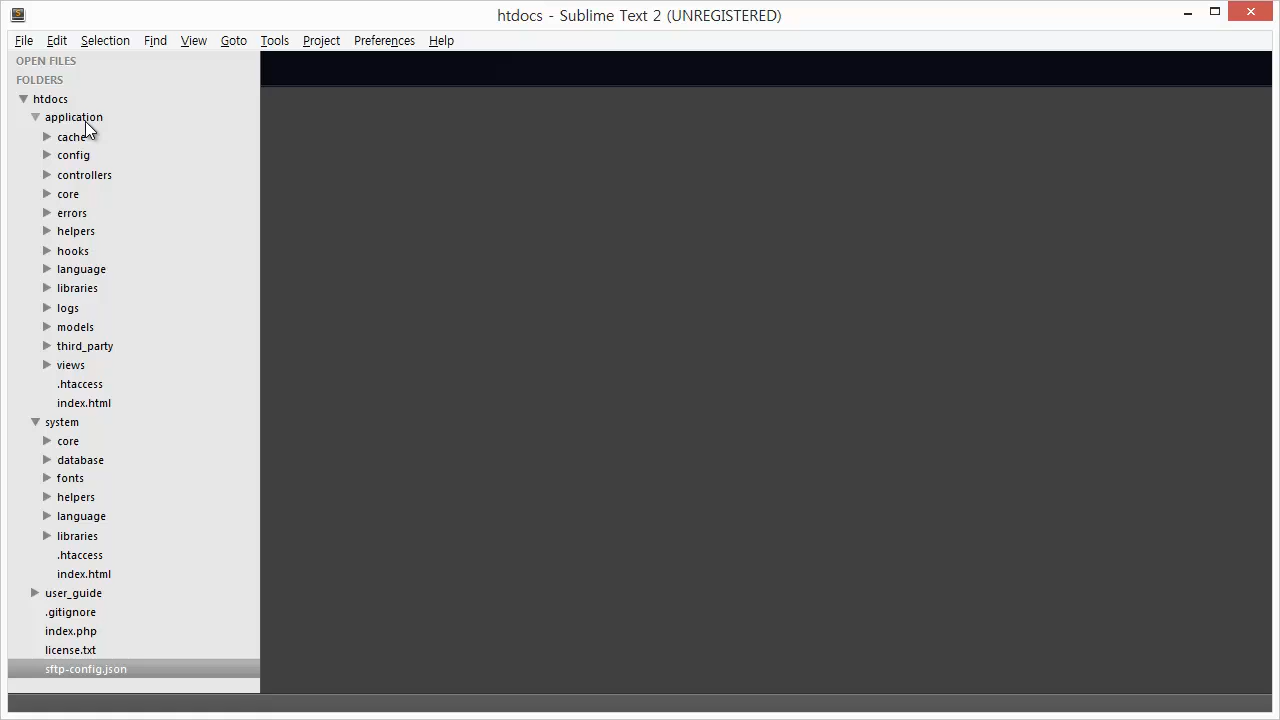 htdocs - Sublime Text 2 (UNREGISTERED)
File Edit Selection Find View Goto Tools Project Preferences Help
OPEN FILES
FOLDERS
htdocs
application
cache
config
controllers
core
errors
helpers
hooks
language
libraries
logs
models
third_party
views
.htaccess
index.html
system
core
database
fonts
helpers
language
libraries
.htaccess
index.html
user_guide
.gitignore
index.php
license.txt
sftp-config.json